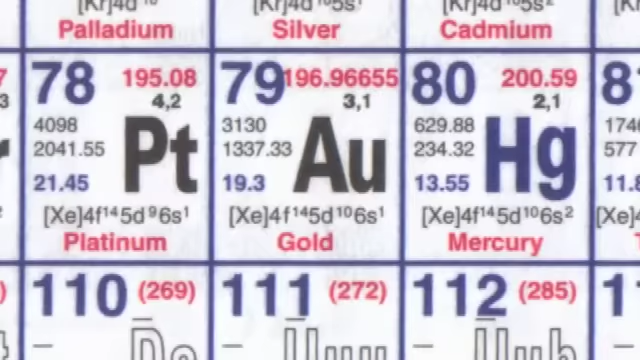 Palladium Silver Cadmium
78 195.08 79 196.96655 80 200.59
4,2 3,1 2,1
4098 3130 629.88
2041.55 Pt 1337.33 Au 234.32 Hg 577
21.45 19.3 13.55
[Xe]4f¹⁴5d⁹6s¹ [Xe]4f¹⁴5d¹⁰6s¹ [Xe]4f¹⁴5d¹⁰6s²
Platinum Gold Mercury
110 (269) 111 (272) 112 (285)